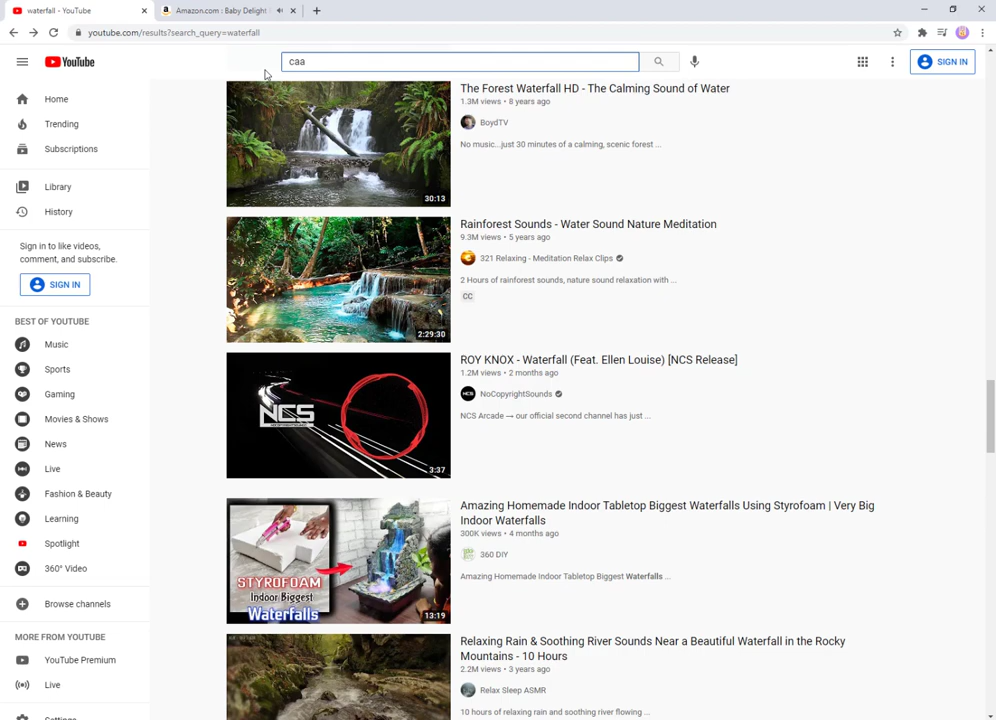 waterfall - YouTube
Amazon.com : Baby Delight
youtube.com/results?search_query=waterfall
YouTube
caa
SIGN IN
Home
Trending
Subscriptions
Library
History
Sign in to like videos,
comment, and subscribe.
SIGN IN
BEST OF YOUTUBE
Music
Sports
Gaming
Movies & Shows
News
Live
Fashion & Beauty
Learning
Spotlight
360° Video
Browse channels
MORE FROM YOUTUBE
YouTube Premium
Live
Settings
The Forest Waterfall HD - The Calming Sound of Water
1.3M views • 8 years ago
BoydTV
No music...just 30 minutes of a calming, scenic forest ...
30:13
Rainforest Sounds - Water Sound Nature Meditation
9.3M views • 5 years ago
321 Relaxing - Meditation Relax Clips
2 Hours of rainforest sounds, nature sound relaxation with ...
CC
2:29:30
ROY KNOX - Waterfall (Feat. Ellen Louise) [NCS Release]
1.2M views • 2 months ago
NCS
NoCopyrightSounds
NCS Arcade → our official second channel has just ...
NCS
3:37
Amazing Homemade Indoor Tabletop Biggest Waterfalls Using Styrofoam | Very Big
Indoor Waterfalls
300K views • 4 months ago
360 DIY
Amazing Homemade Indoor Tabletop Biggest Waterfalls ...
STYROFOAM
Indoor Biggest
Waterfalls
13:19
Relaxing Rain & Soothing River Sounds Near a Beautiful Waterfall in the Rocky
Mountains - 10 Hours
2.2M views • 3 years ago
Relax Sleep ASMR
10 hours of relaxing rain and soothing river flowing ...